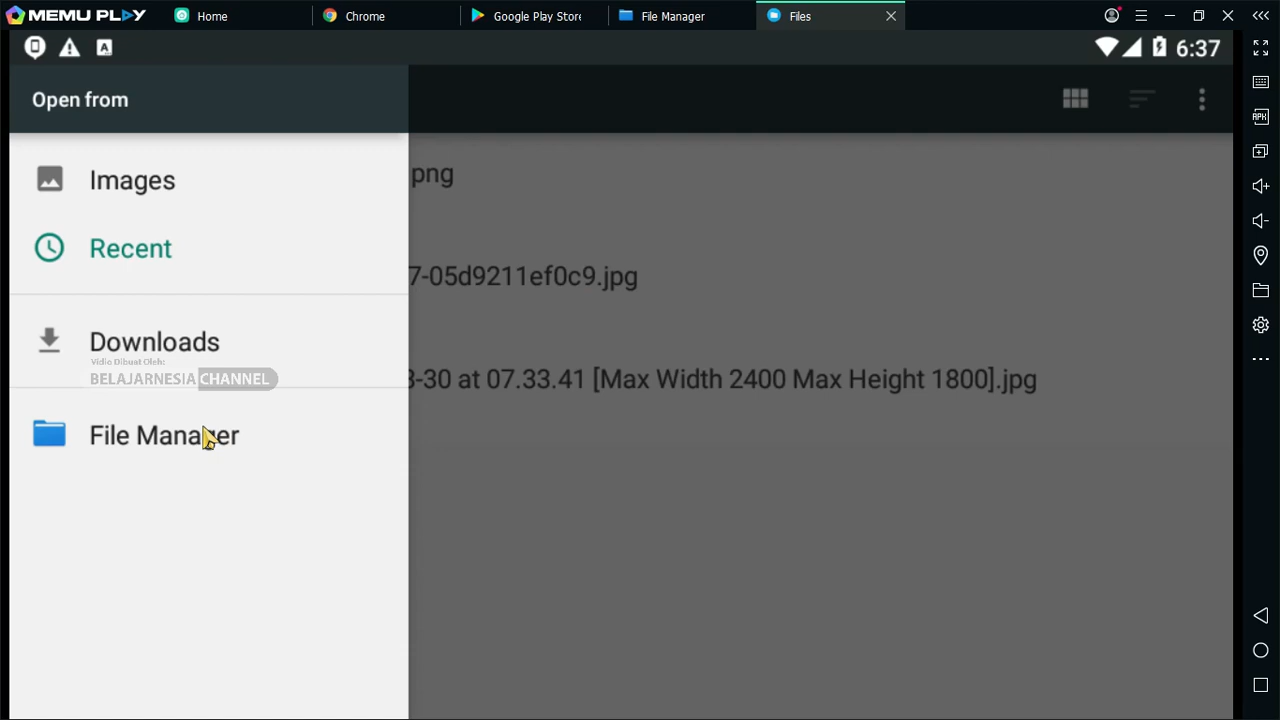 MEMU PLAY
Home
Chrome
Google Play Store
File Manager
Files
A
6:37
Open from
Images
Recent
Downloads
Vidio Dibuat Oleh:
BELAJARNESIA CHANNEL
File Manager
png
7-05d9211ef0c9.jpg
3-30 at 07.33.41 [Max Width 2400 Max Height 1800].jpg
APK